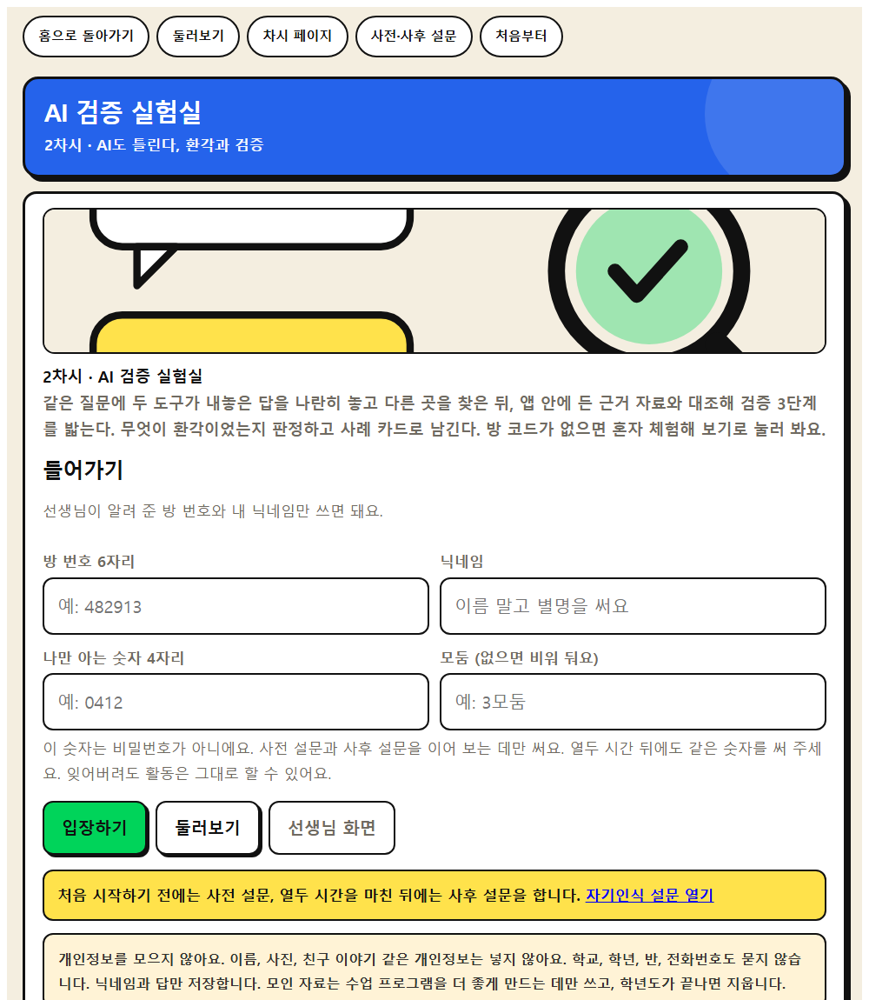 홈으로 돌아가기
둘러보기
차시 페이지
사전·사후 설문
처음부터
AI 검증 실험실
2차시 · AI도 틀린다, 환각과 검증
2차시 · AI 검증 실험실
같은 질문에 두 도구가 내놓은 답을 나란히 놓고 다른 곳을 찾은 뒤, 앱 안에 든 근거 자료와 대조해 검증 3단계
를 밟는다. 무엇이 환각이었는지 판정하고 사례 카드로 남긴다. 방 코드가 없으면 혼자 체험해 보기로 눌러 봐요.
들어가기
선생님이 알려 준 방 번호와 내 닉네임만 쓰면 돼요.
방 번호 6자리
닉네임
예: 482913
이름 말고 별명을 써요
나만 아는 숫자 4자리
모둠 (없으면 비워 둬요)
예: 0412
예: 3모둠
이 숫자는 비밀번호가 아니에요. 사전 설문과 사후 설문을 이어 보는 데만 써요. 열두 시간 뒤에도 같은 숫자를 써 주세
요. 잊어버려도 활동은 그대로 할 수 있어요.
입장하기
둘러보기
선생님 화면
처음 시작하기 전에는 사전 설문, 열두 시간을 마친 뒤에는 사후 설문을 합니다. 자기인식 설문 열기
개인정보를 모으지 않아요. 이름, 사진, 친구 이야기 같은 개인정보는 넣지 않아요. 학교, 학년, 반, 전화번호도 묻지 않습
니다. 닉네임과 답만 저장합니다. 모인 자료는 수업 프로그램을 더 좋게 만드는 데만 쓰고, 학년도가 끝나면 지웁니다.